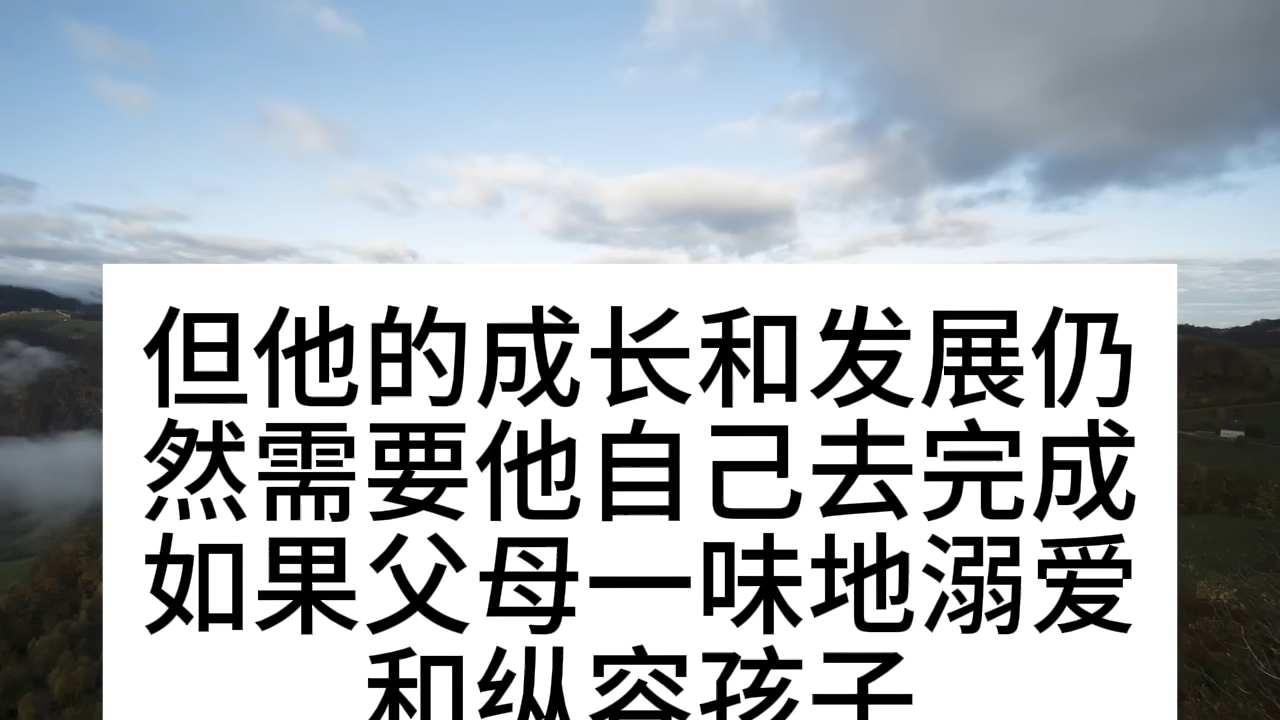 但他的成长和发展仍
然需要他自己去完成
如果父母一味地溺爱
和纵容孩子